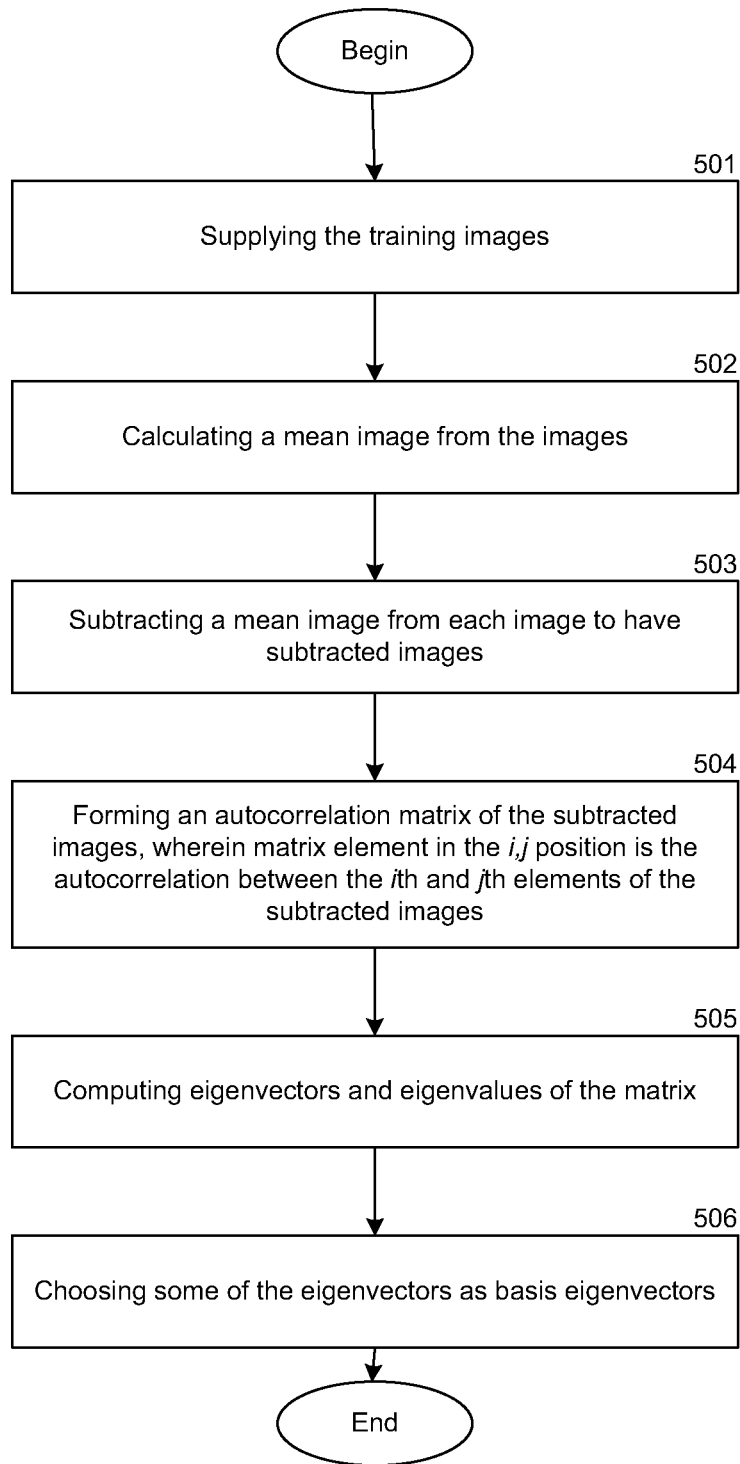 Begin
501
Supplying the training images
502
Calculating a mean image from the images
503
Subtracting a mean image from each image to have
subtracted images
504
Forming an autocorrelation matrix of the subtracted
images, wherein matrix element in the i,j position is the
autocorrelation between the ith and jth elements of the
subtracted images
505
Computing eigenvectors and eigenvalues of the matrix
506
Choosing some of the eigenvectors as basis eigenvectors
End